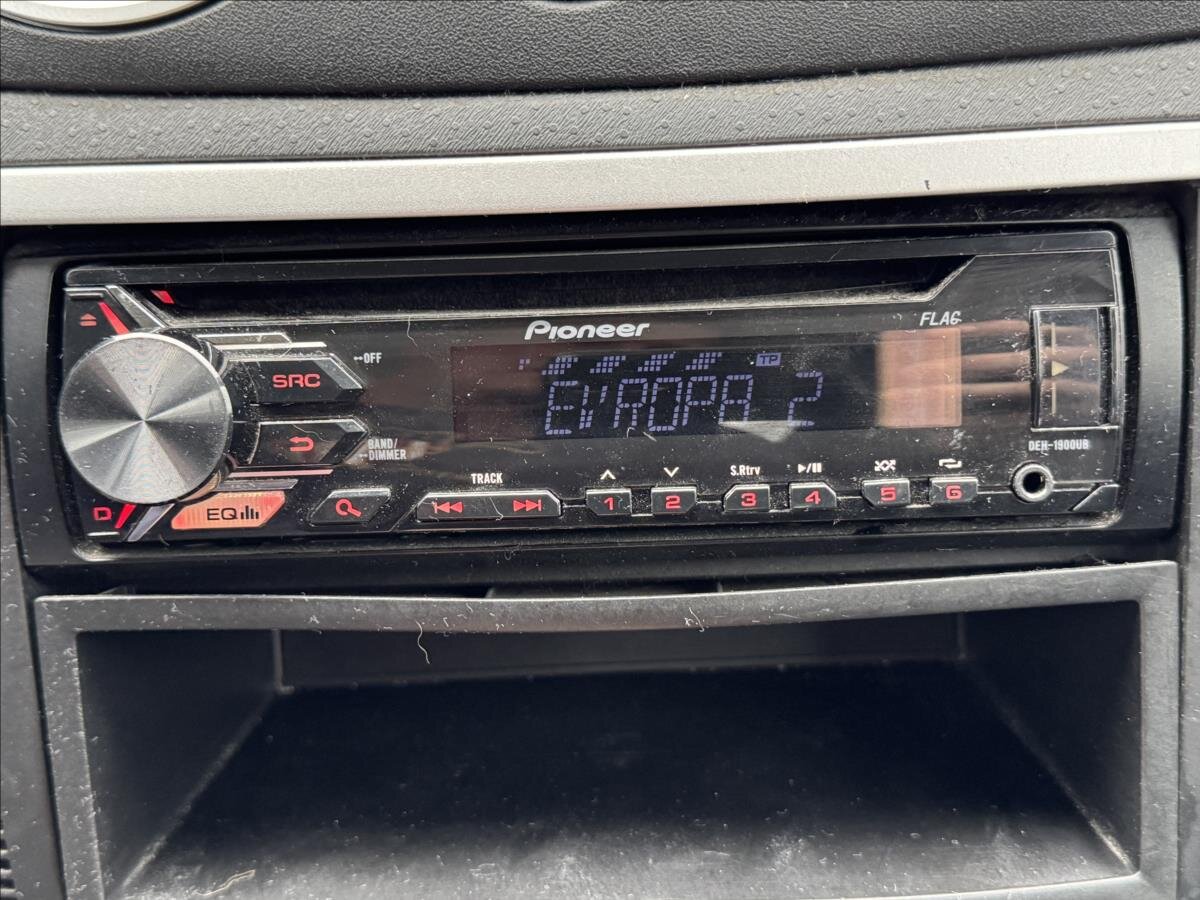 Pioneer
FLAC
OFF
TP
SRC
EVROPA 2
BAND/
DIMMER
DEH-1900UB
TRACK
S.Rtrv
1 2 3 4 5 6
D
EQ